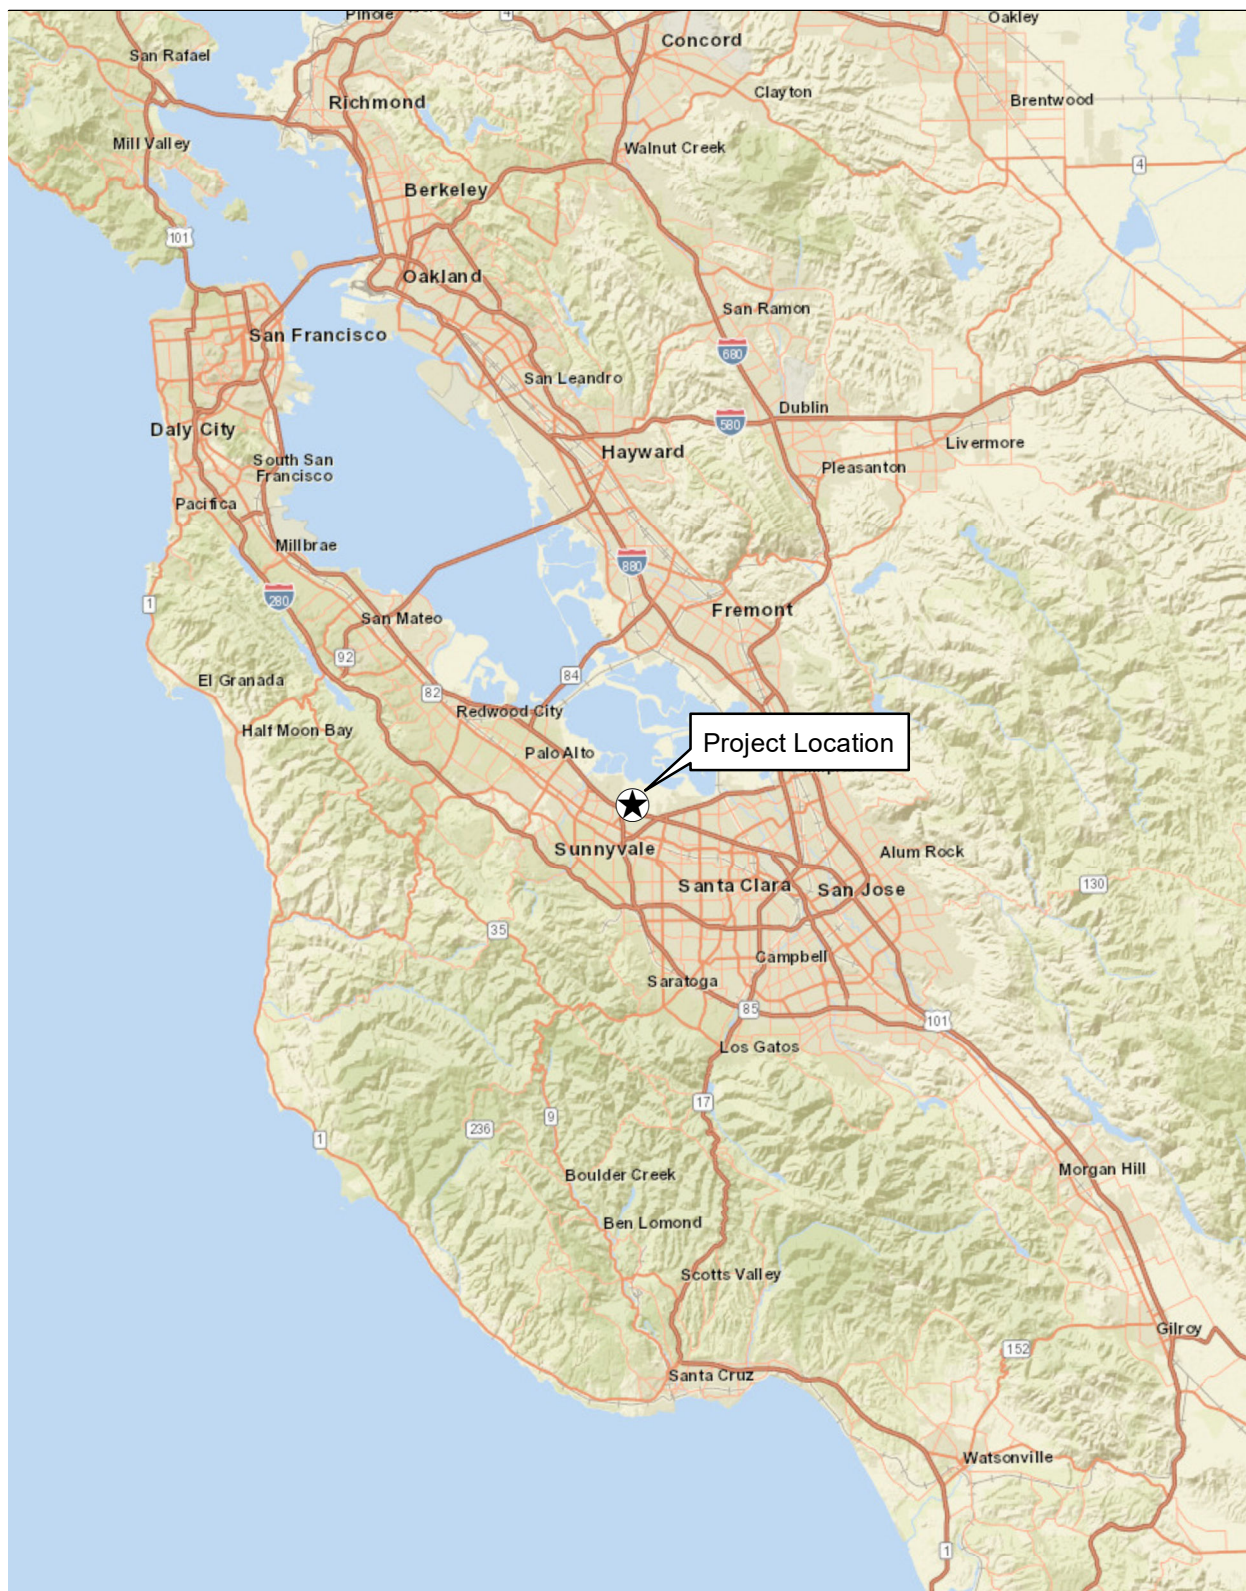 Pinole
4
Oakley
Concord
San Rafael
Clayton
Richmond
Brentwood
Mill Valley
Walnut Creek
4
Berkeley
101
Oakland
San Ramon
San Francisco
680
San Leandro
Dublin
580
Daly City
Livermore
Hayward
South San
Francisco
Pleasanton
Pacifica
Millbrae
880
280
1
Fremont
San Mateo
92
84
El Granada
82
Redwood City
Half Moon Bay
Project Location
Palo Alto
Sunnyvale
Alum Rock
Santa Clara
San Jose
130
35
Campbell
Saratoga
85
101
Los Gatos
17
9
236
1
Morgan Hill
Boulder Creek
Ben Lomond
Scotts Valley
Gilroy
152
Santa Cruz
Watsonville
1